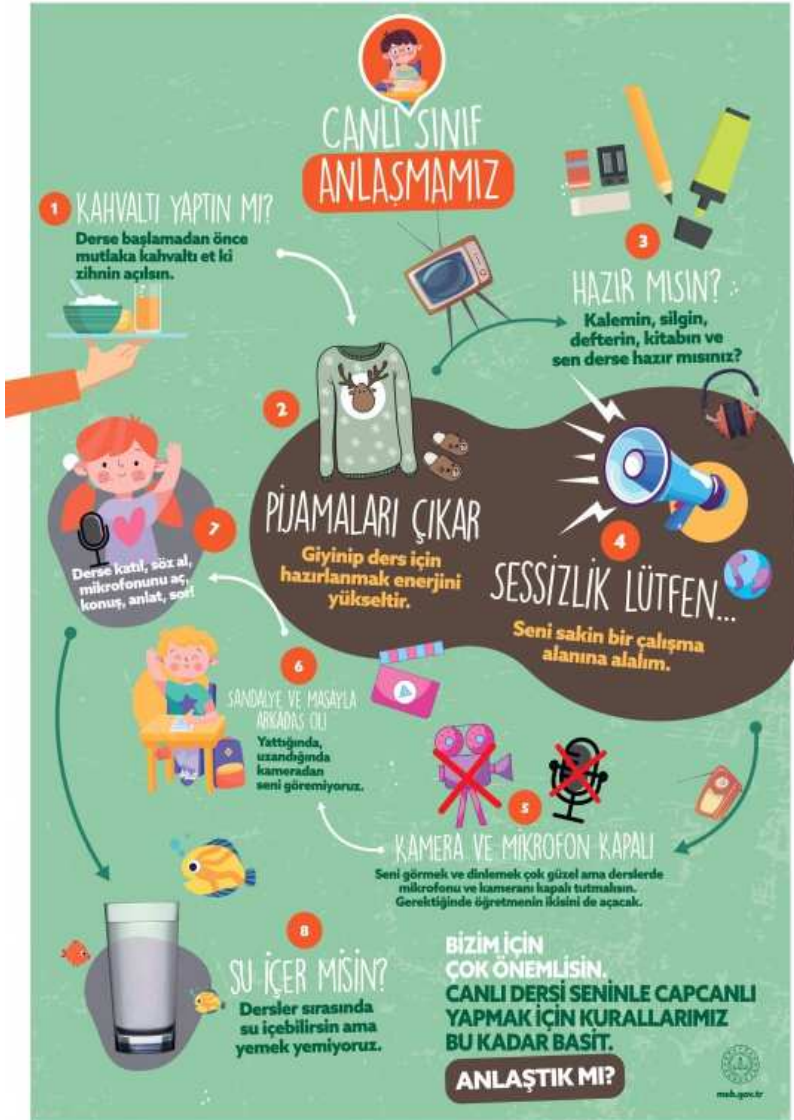 CANLI SINIF
ANLAŞMAMIZ
1
KAHVALTI YAPTIN MI?
Derse başlamadan önce
mutlaka kahvaltı et ki
zihnin açılsın.
2
PİJAMALARI ÇIKAR
Giyinip ders için
hazırlanmak enerjini
yükseltir.
3
HAZIR MISIN?
Kalemin, silgin,
defterin, kitabın ve
sen derse hazır mısınız?
4
SESSİZLİK LÜTFEN...
Seni sakin bir çalışma
alanına alalım.
5
KAMERA VE MİKROFON KAPALI
Seni görmek ve dinlemek çok güzel ama derslerde
mikrofonu ve kameranı kapalı tutmalısın.
Gerektiğinde öğretmenin ikisini de açacak.
6
SANDALYE VE MASAYLA
ARKADAŞ OL!
Yattığında,
uzandığında
kameradan
seni göremiyoruz.
7
Derse katıl, söz al,
mikrofonunu aç,
konuş, anlat, sor!
8
SU İÇER MİSİN?
Dersler sırasında
su içebilirsin ama
yemek yemiyoruz.
BİZİM İÇİN
ÇOK ÖNEMLİSİN.
CANLI DERSİ SENİNLE CAPCANLI
YAPMAK İÇİN KURALLARIMIZ
BU KADAR BASİT.
ANLAŞTIK MI?
meb.gov.tr